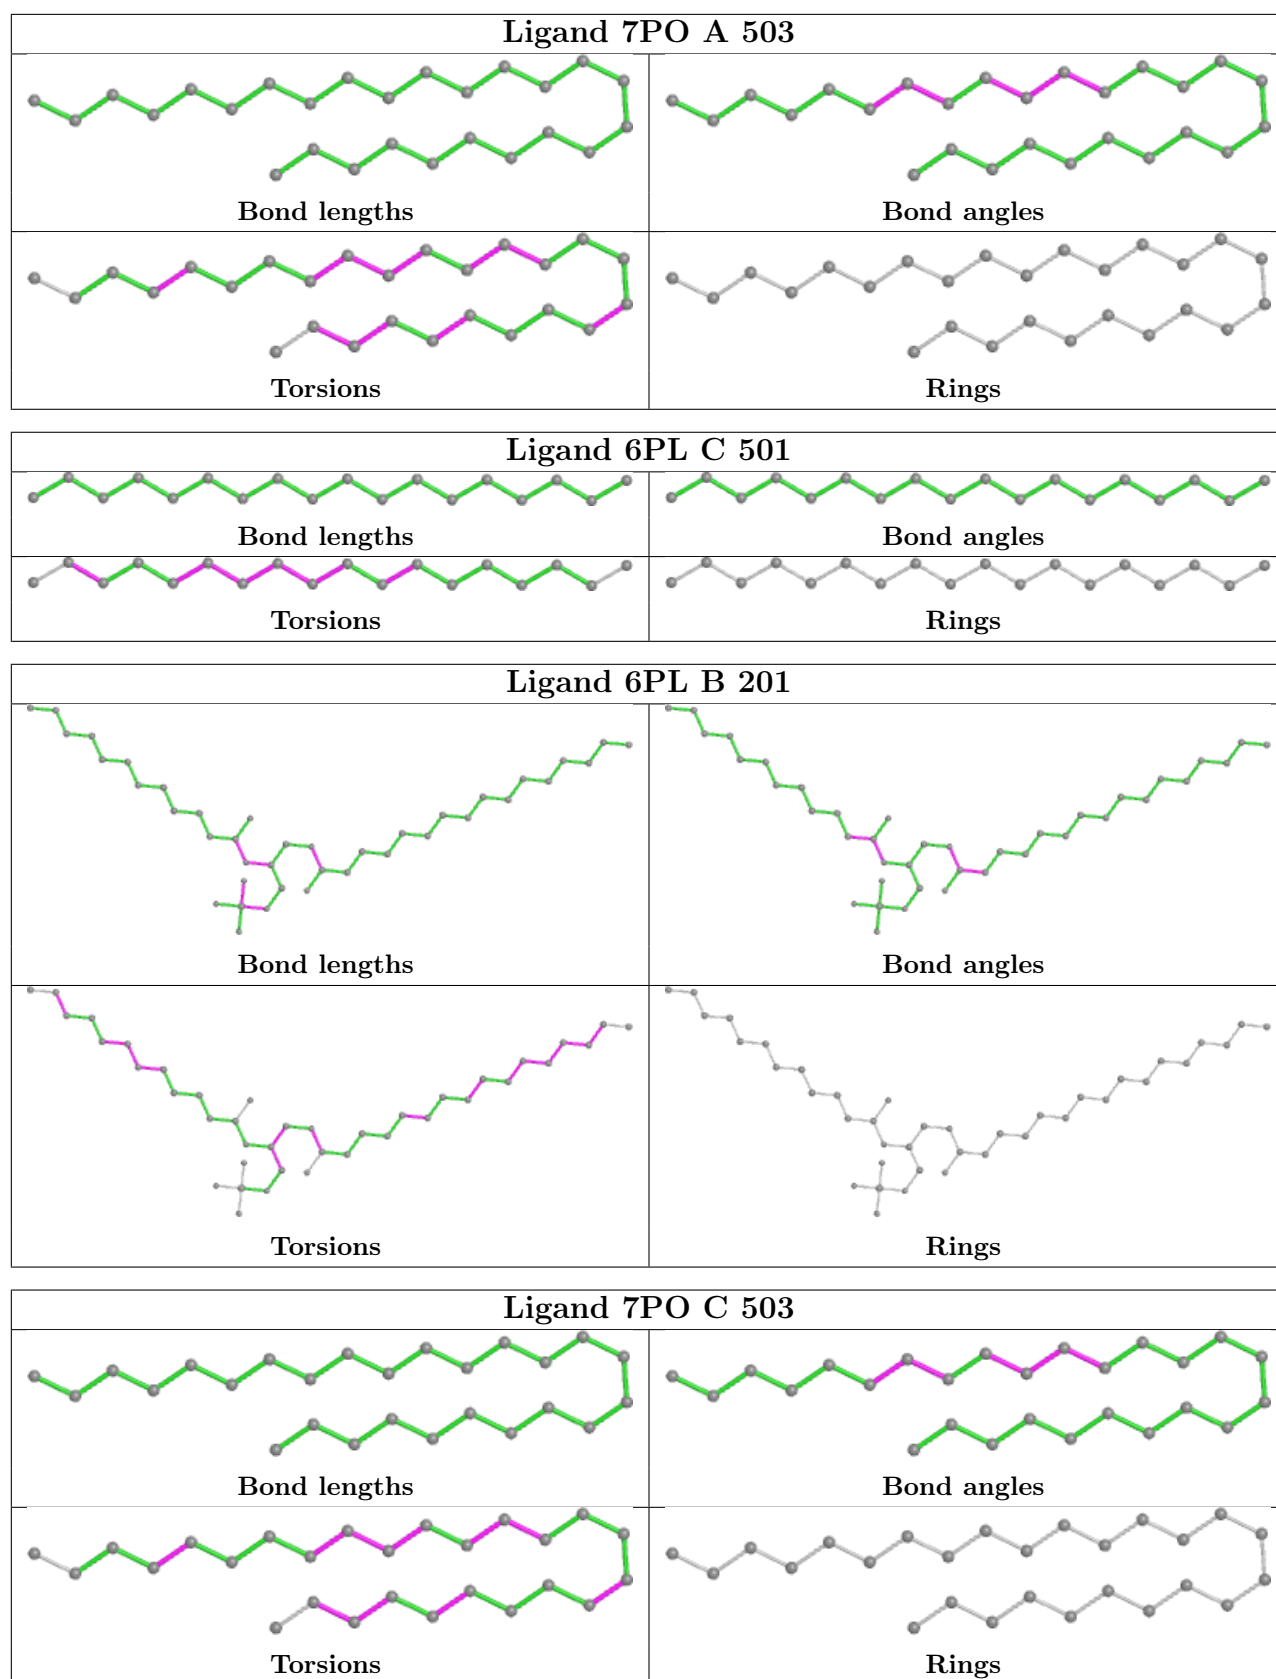 Ligand 7PO A 503
Bond lengths
Bond angles
Torsions
Rings
Ligand 6PL C 501
Bond lengths
Bond angles
Torsions
Rings
Ligand 6PL B 201
Bond lengths
Bond angles
Torsions
Rings
Ligand 7PO C 503
Bond lengths
Bond angles
Torsions
Rings